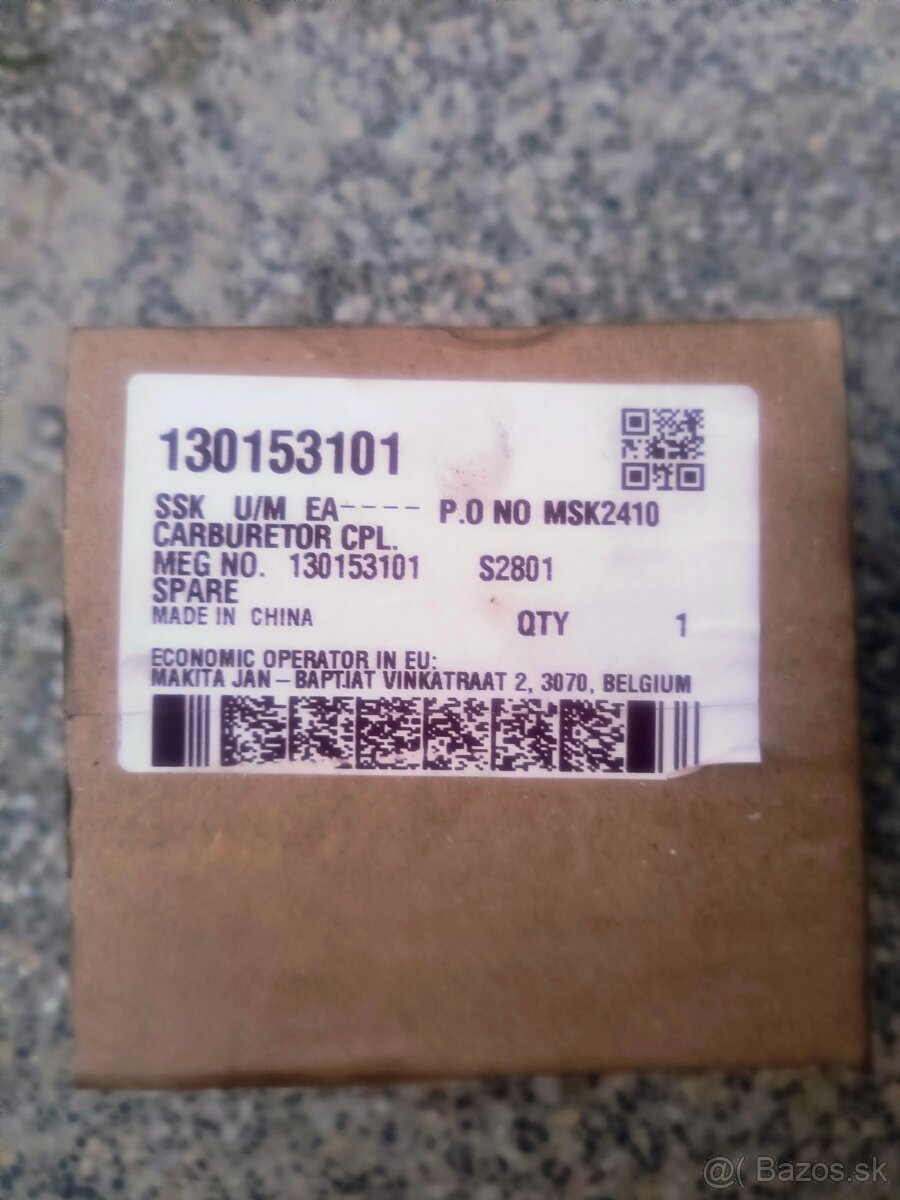 130153101
SSK U/M EA---- P.O NO MSK2410
CARBURETOR CPL.
MEG NO. 130153101 S2801
SPARE
MADE IN CHINA
QTY 1
ECONOMIC OPERATOR IN EU:
MAKITA JAN-BAPTJAT VINKATRAAT 2, 3070, BELGIUM
@( Bazos.sk